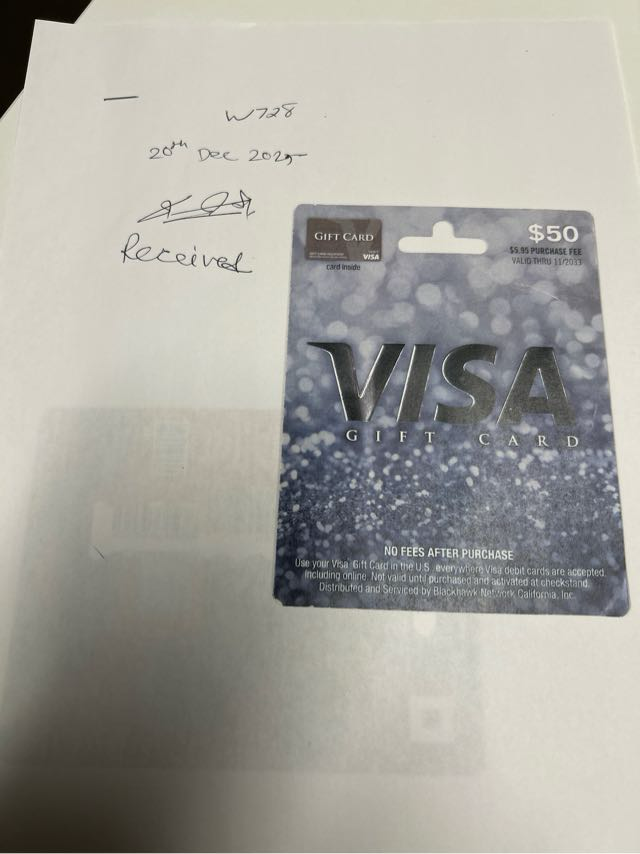 W728
20th Dec 2025
Received
GIFT CARD
VISA
card inside
$50
$5.95 PURCHASE FEE
VALID THRU 11/2033
VISA
GIFT CARD
NO FEES AFTER PURCHASE
Use your Visa Gift Card in the U.S. everywhere Visa debit cards are accepted,
including online. Not valid until purchased and activated at checkstand.
Distributed and Serviced by Blackhawk Network California, Inc.